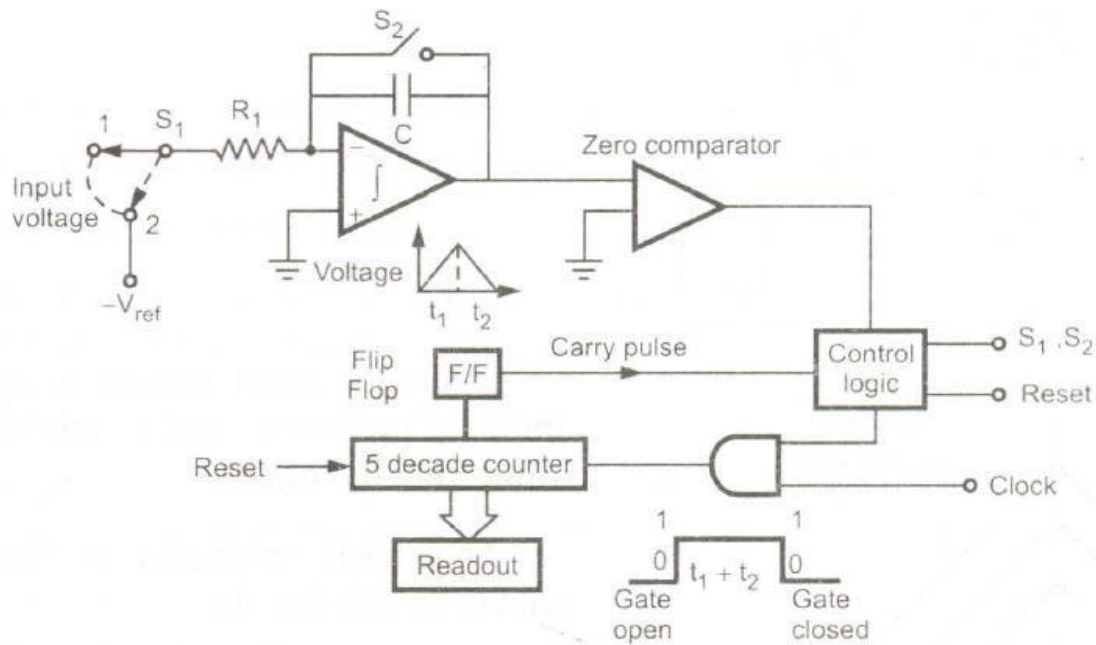 S2
R1
C
1
S1
Input
voltage
2
–Vref
−
∫
+
Zero comparator
Voltage
t1
t2
Flip
Flop
F/F
Carry pulse
Control
logic
S1 , S2
Reset
Reset
5 decade counter
Clock
Readout
1
1
0
t1 + t2
0
Gate
open
Gate
closed